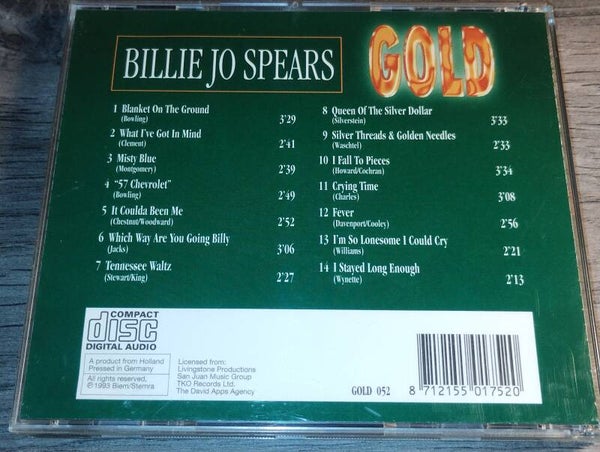 BILLIE JO SPEARS
GOLD
1 Blanket On The Ground
(Bowling) 3'29
2 What I've Got In Mind
(Clement) 2'41
3 Misty Blue
(Montgomery) 2'39
4 "57 Chevrolet"
(Bowling) 2'49
5 It Coulda Been Me
(Chestnut/Woodward) 2'52
6 Which Way Are You Going Billy
(Jacks) 3'06
7 Tennessee Waltz
(Stewart/King) 2'27
8 Queen Of The Silver Dollar
(Silverstein) 3'33
9 Silver Threads & Golden Needles
(Waschtel) 2'33
10 I Fall To Pieces
(Howard/Cochran) 3'34
11 Crying Time
(Charles) 3'08
12 Fever
(Davenport/Cooley) 2'56
13 I'm So Lonesome I Could Cry
(Williams) 2'21
14 I Stayed Long Enough
(Wynette) 2'13
COMPACT
disc
DIGITAL AUDIO
A product from Holland
Pressed in Germany
All rights reserved,
℗1993 Biem/Stemra
Licensed from:
Livingstone Productions
San Juan Music Group
TKO Records Ltd.
The David Apps Agency
GOLD 052
8 712155 017520